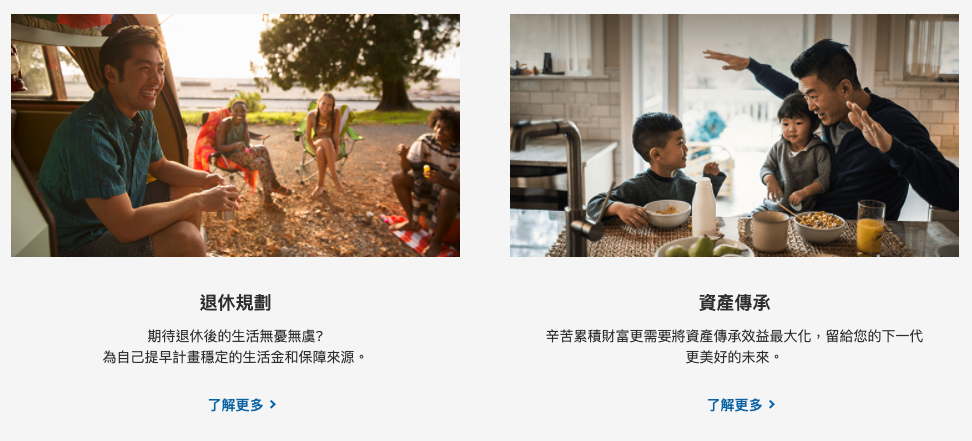 退休規劃
期待退休後的生活無憂無慮?
為自己提早計畫穩定的生活金和保障來源。
了解更多
資產傳承
辛苦累積財富更需要將資產傳承效益最大化，留給您的下一代
更美好的未來。
了解更多